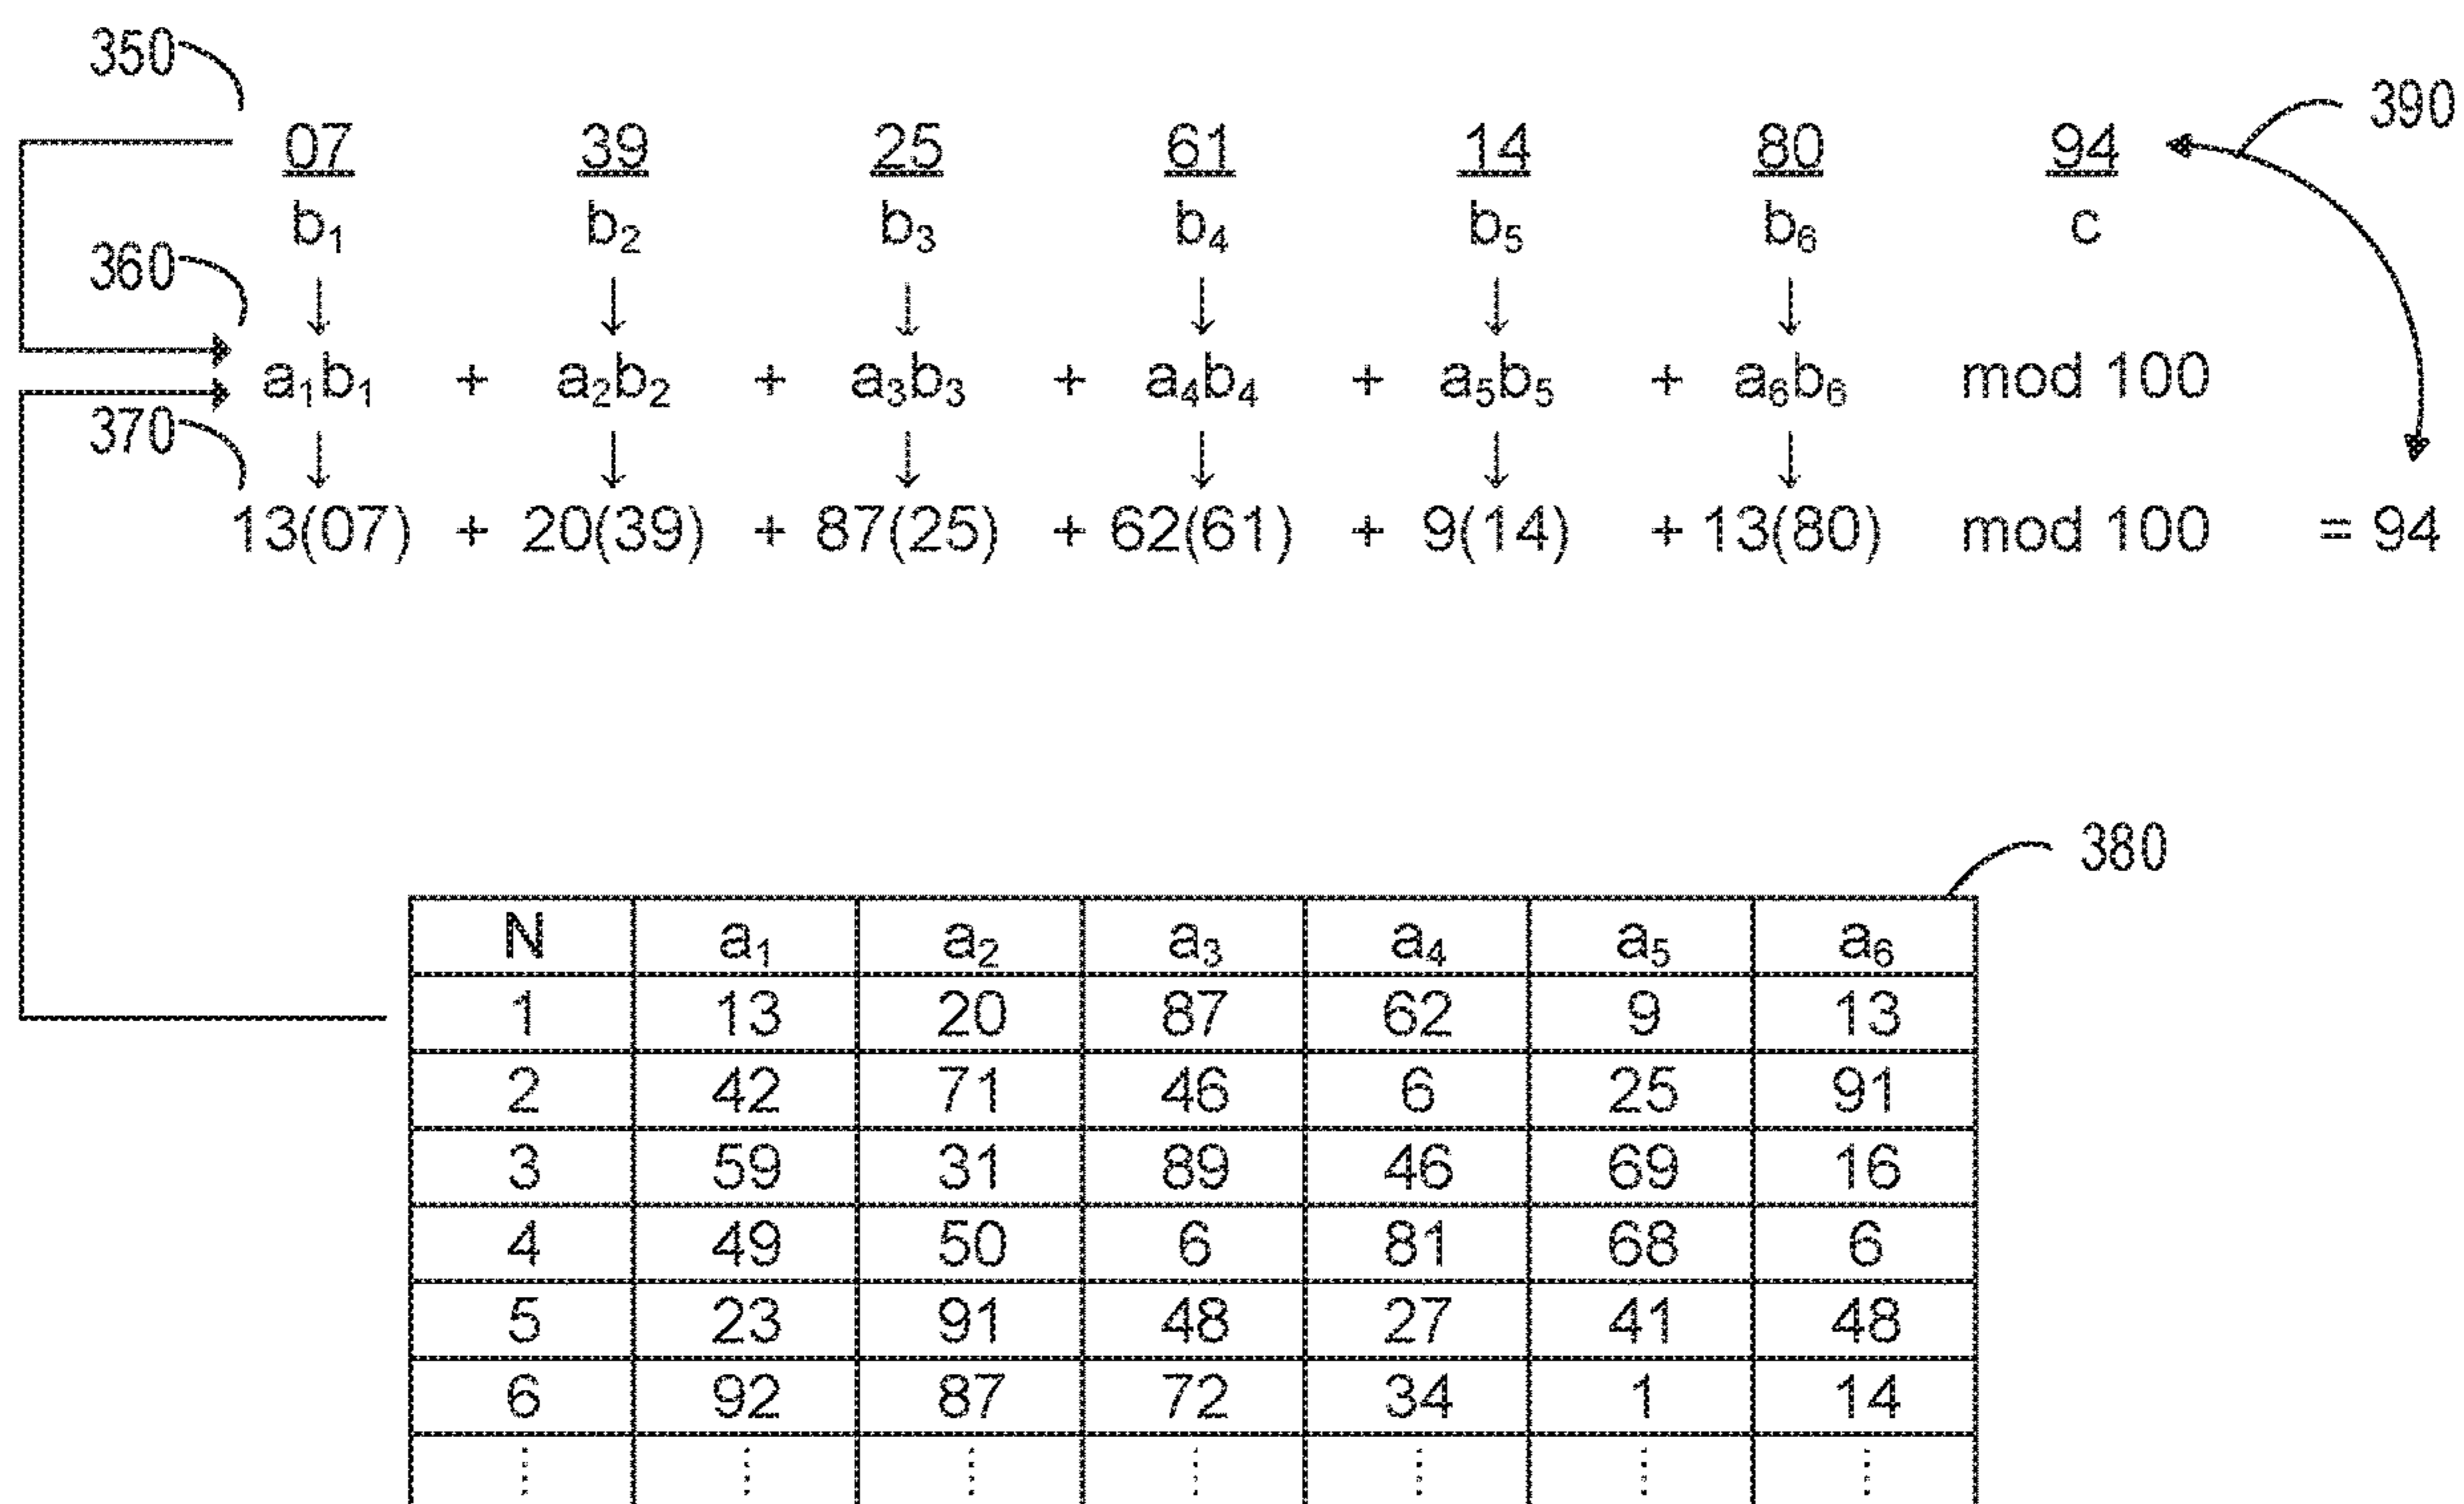 350
390
07 39 25 61 14 80 94
b₁ b₂ b₃ b₄ b₅ b₆ c
360
↓ ↓ ↓ ↓ ↓ ↓
a₁b₁ + a₂b₂ + a₃b₃ + a₄b₄ + a₅b₅ + a₆b₆ mod 100
370
↓ ↓ ↓ ↓ ↓ ↓
13(07) + 20(39) + 87(25) + 62(61) + 9(14) + 13(80) mod 100 = 94
380
N a₁ a₂ a₃ a₄ a₅ a₆
1 13 20 87 62 9 13
2 42 71 46 6 25 91
3 59 31 89 46 69 16
4 49 50 6 81 68 6
5 23 91 48 27 41 48
6 92 87 72 34 1 14
⋮ ⋮ ⋮ ⋮ ⋮ ⋮ ⋮